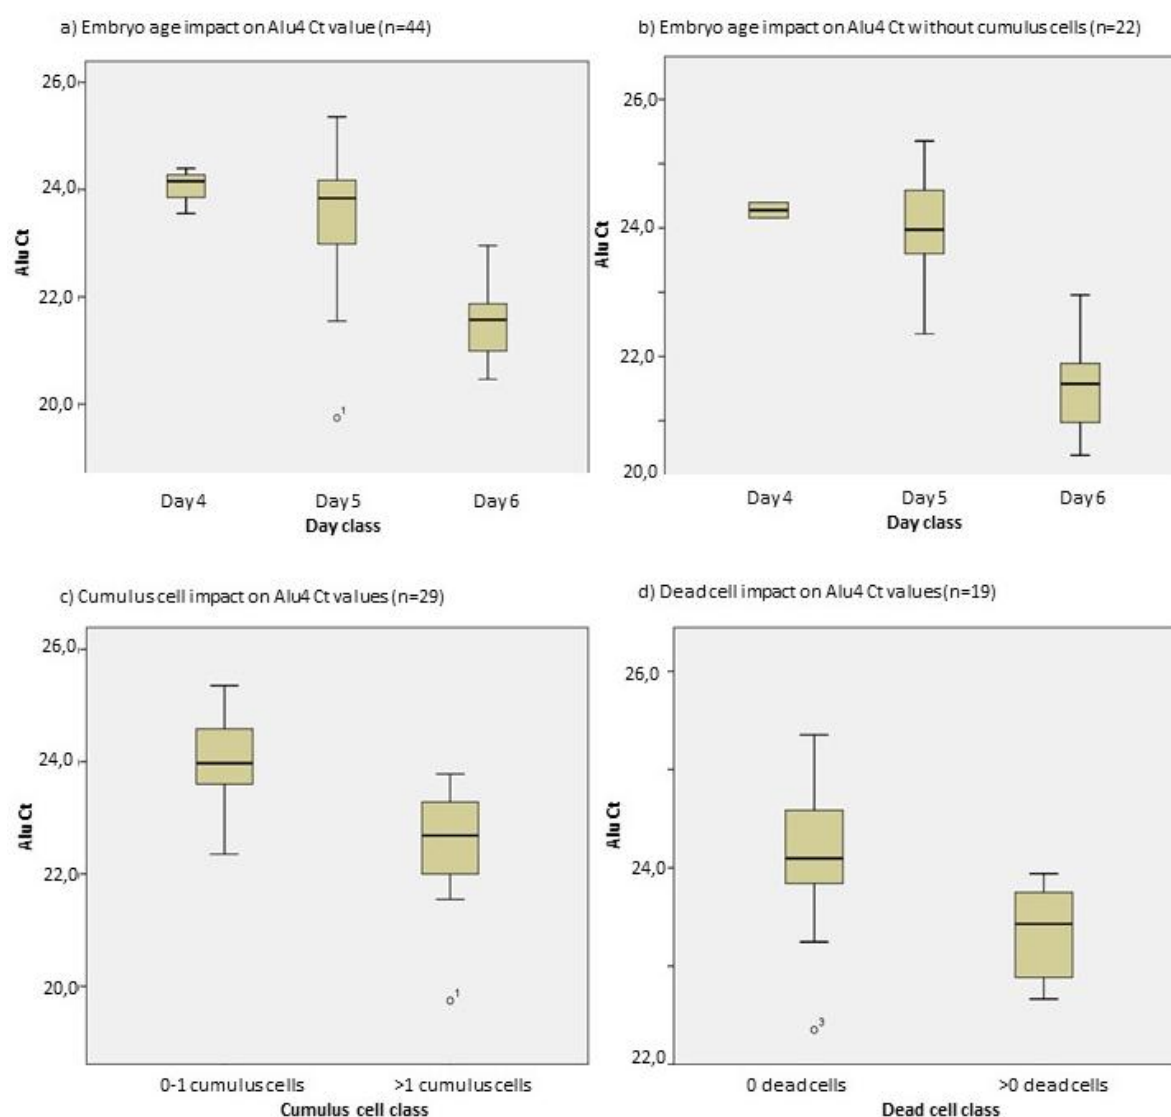 a) Embryo age impact on Alu4 Ct value (n=44)
26,0
24,0
22,0
20,0
Alu Ct
1
Day 4 Day 5 Day 6
Day class
b) Embryo age impact on Alu4 Ct without cumulus cells (n=22)
26,0
24,0
22,0
20,0
Alu Ct
Day 4 Day 5 Day 6
Day class
c) Cumulus cell impact on Alu4 Ct values (n=29)
26,0
24,0
22,0
20,0
Alu Ct
1
0-1 cumulus cells >1 cumulus cells
Cumulus cell class
d) Dead cell impact on Alu4 Ct values (n=19)
26,0
24,0
22,0
Alu Ct
3
0 dead cells >0 dead cells
Dead cell class